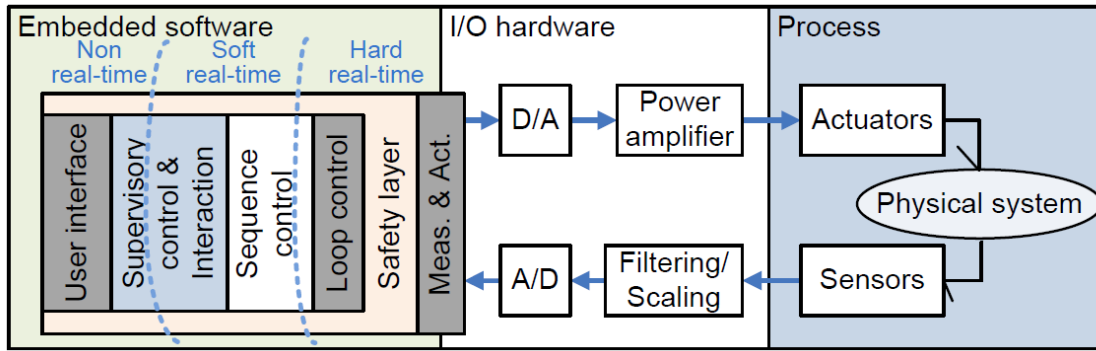 Embedded software
I/O hardware
Process
Non
real-time
Soft
real-time
Hard
real-time
User interface
Supervisory
control &
Interaction
Sequence
control
Loop control
Safety layer
Meas. & Act.
D/A
Power
amplifier
Actuators
Physical system
A/D
Filtering/
Scaling
Sensors